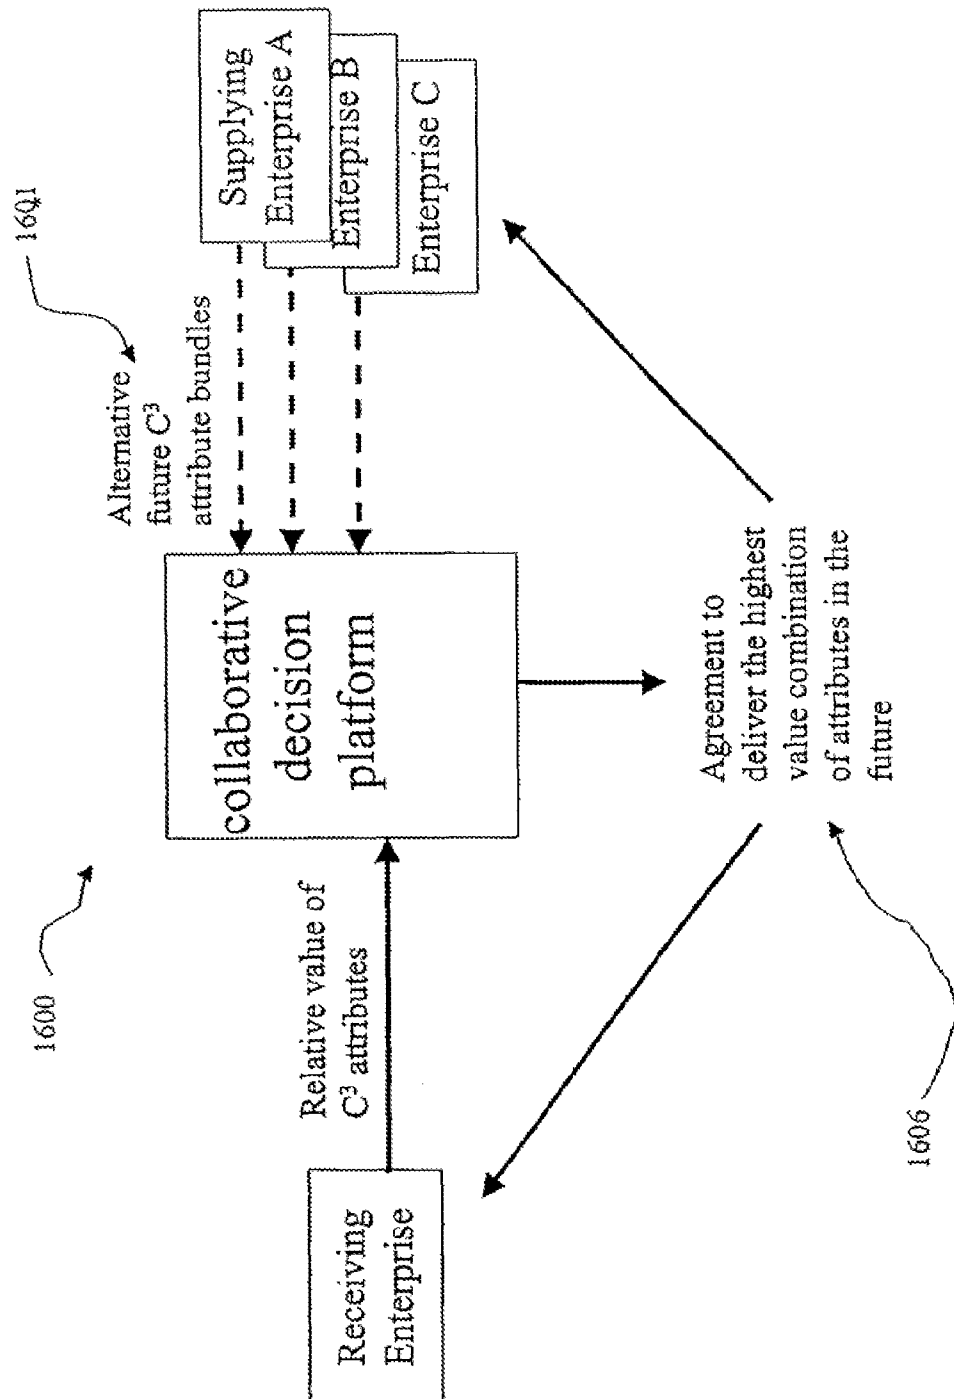 1600
1601
Alternative
future C³
attribute bundles
Relative value of
C³ attributes
Receiving
Enterprise
collaborative
decision
platform
Supplying
Enterprise A
Enterprise B
Enterprise C
Agreement to
deliver the highest
value combination
of attributes in the
future
1606